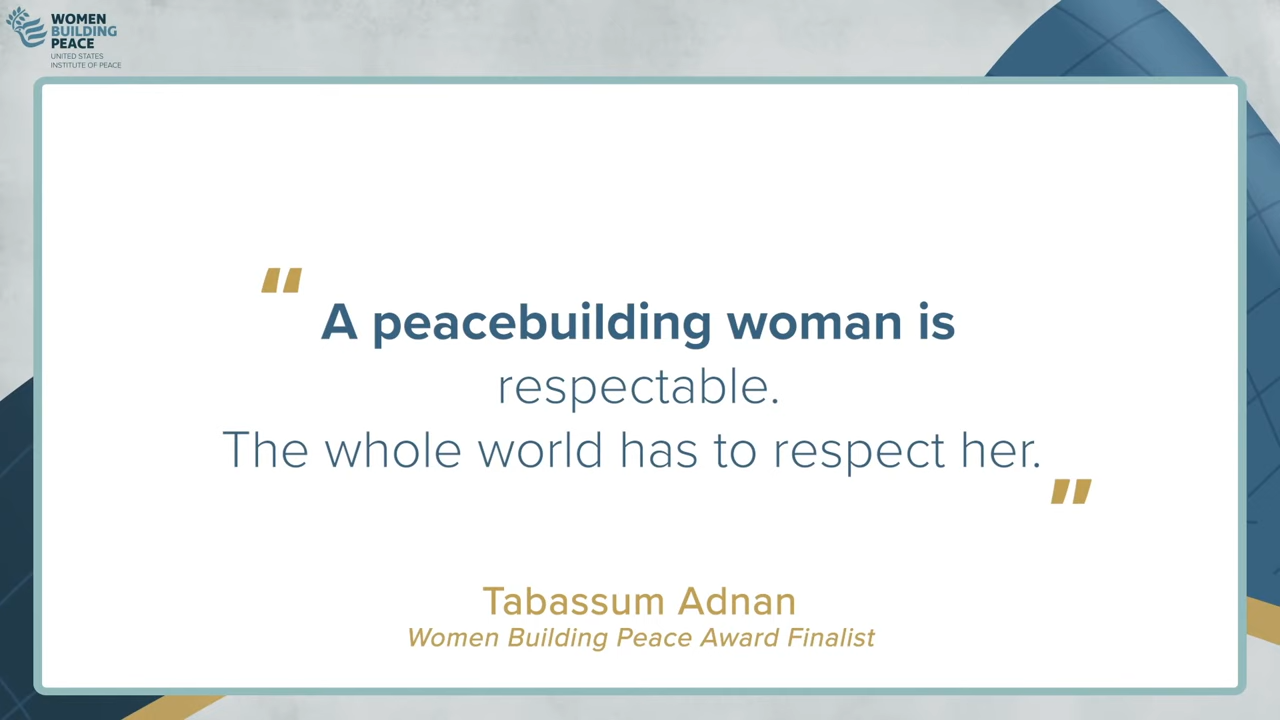 WOMEN
BUILDING
PEACE
UNITED STATES
INSTITUTE OF PEACE
"
A peacebuilding woman is
respectable.
The whole world has to respect her.
"
Tabassum Adnan
Women Building Peace Award Finalist